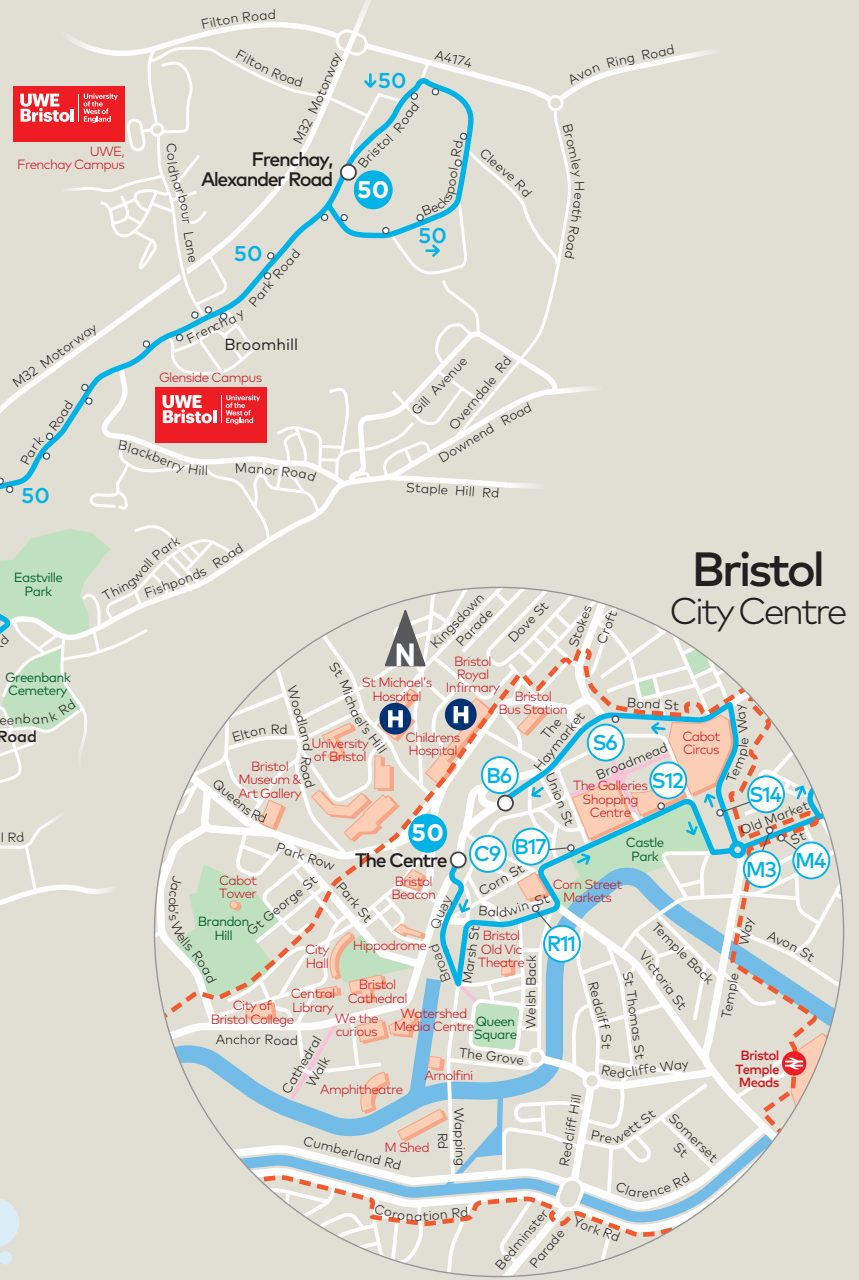 Filton Road
A4174
Avon Ring Road
Filton Road
M32 Motorway
50
UWE
Bristol
University
of the
West of
England
UWE,
Frenchay Campus
Coldharbour Lane
Bristol Road
Frenchay,
Alexander Road
50
Beckspool Rd
Cleeve Rd
Bromley Heath Road
50
50
Frenchay Park Road
Broomhill
M32 Motorway
Glenside Campus
UWE
Bristol
University
of the
West of
England
Gill Avenue
Overndale Rd
Downend Road
Park Road
Blackberry Hill
Manor Road
Staple Hill Rd
50
Thingwall Park
Fishponds Road
Eastville
Park
Greenbank
Cemetery
eenbank Rd
Road
d
l Rd
Bristol
City Centre
N
Kingsdown
Parade
Dove St
Stokes
Croft
St Michael's Hill
St Michael's
Hospital
H
Bristol
Royal
Infirmary
H
Childrens
Hospital
Bristol
Bus Station
Bond St
Woodland Road
Elton Rd
University
of Bristol
The
Haymarket
S6
Cabot
Circus
Temple Way
Broadmead
Bristol
Museum &
Art Gallery
B6
Union St
The Galleries
Shopping
Centre
S12
S14
Queens Rd
50
The Centre
C9
B17
Castle
Park
Old Market
St
M3
M4
Park Row
Park St
Corn St
Corn Street
Markets
Jacob's Wells Road
Cabot
Tower
Brandon
Hill
Gt George St
Bristol
Beacon
Broad
Quay
Baldwin St
R11
City
Hall
Hippodrome
Marsh St
Bristol
Old Vic
Theatre
Temple Back
Avon St
Victoria St
Temple
Way
Central
Library
Bristol
Cathedral
Welsh Back
Redcliff St
St Thomas St
City of
Bristol College
We the
curious
Watershed
Media Centre
Queen
Square
Anchor Road
Cathedral
Walk
The Grove
Redcliffe Way
Bristol
Temple
Meads
Amphitheatre
Arnolfini
M Shed
Wapping
Rd
Redcliff Hill
Prewett St
Somerset
St
Cumberland Rd
Clarence Rd
Coronation Rd
Bedminster
Parade
York Rd